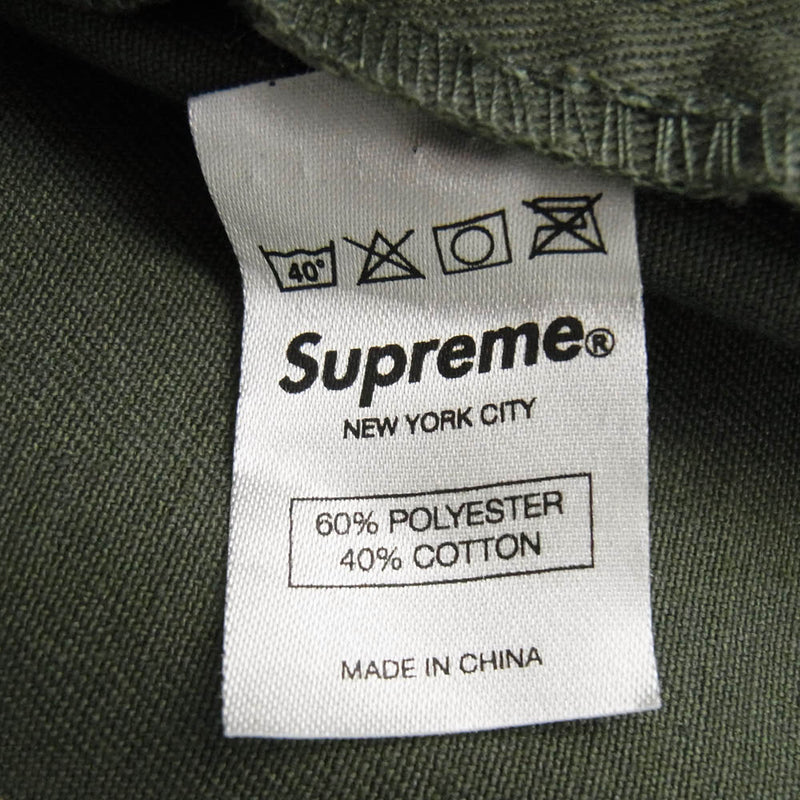 40°
Supreme®
NEW YORK CITY
60% POLYESTER
40% COTTON
MADE IN CHINA